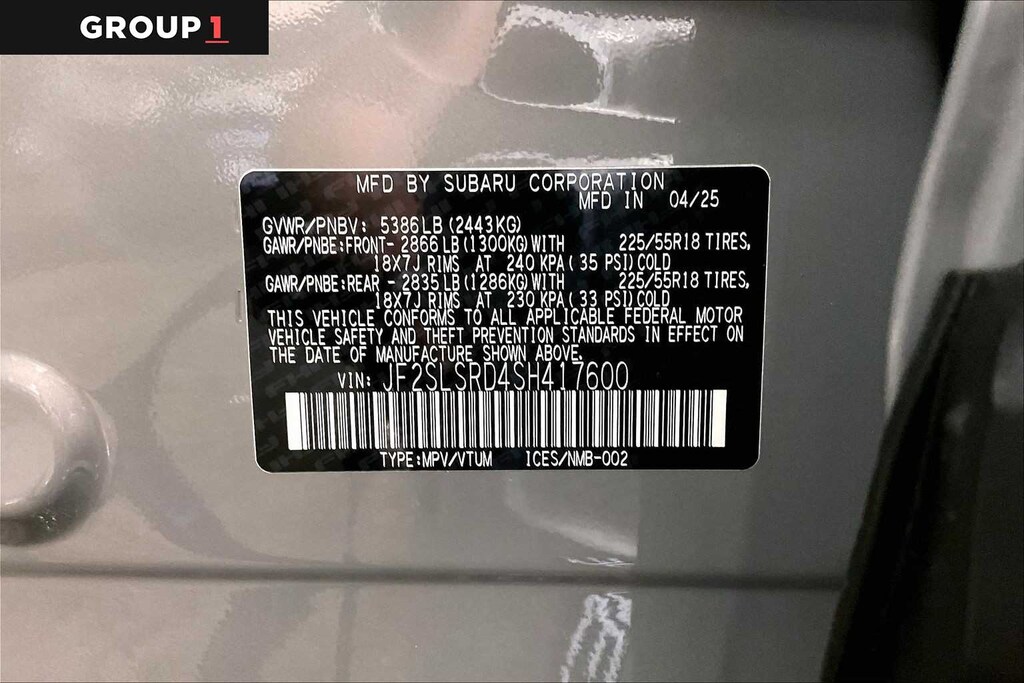 GROUP 1
MFD BY SUBARU CORPORATION
MFD IN 04/25
GVWR/PNBV: 5386LB (2443KG)
GAWR/PNBE:FRONT- 2866 LB (1300KG) WITH 225/55R18 TIRES,
18X7J RIMS AT 240 KPA ( 35 PSI) COLD
GAWR/PNBE:REAR - 2835 LB (1286KG) WITH 225/55R18 TIRES,
18X7J RIMS AT 230 KPA ( 33 PSI) COLD
THIS VEHICLE CONFORMS TO ALL APPLICABLE FEDERAL MOTOR
VEHICLE SAFETY AND THEFT PREVENTION STANDARDS IN EFFECT ON
THE DATE OF MANUFACTURE SHOWN ABOVE.
VIN: JF2SLSRD4SH417600
TYPE:MPV/VTUM ICES/NMB-002